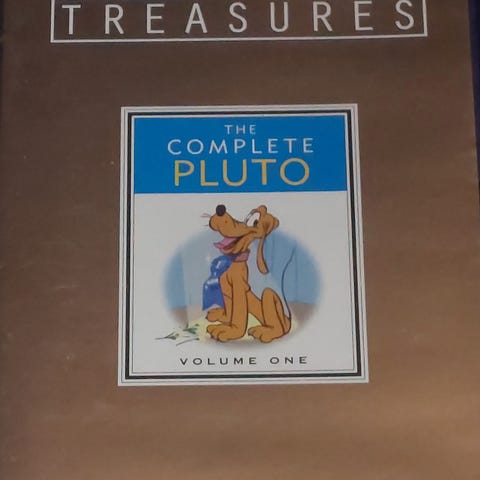 TREASURES
THE
COMPLETE
PLUTO
VOLUME ONE